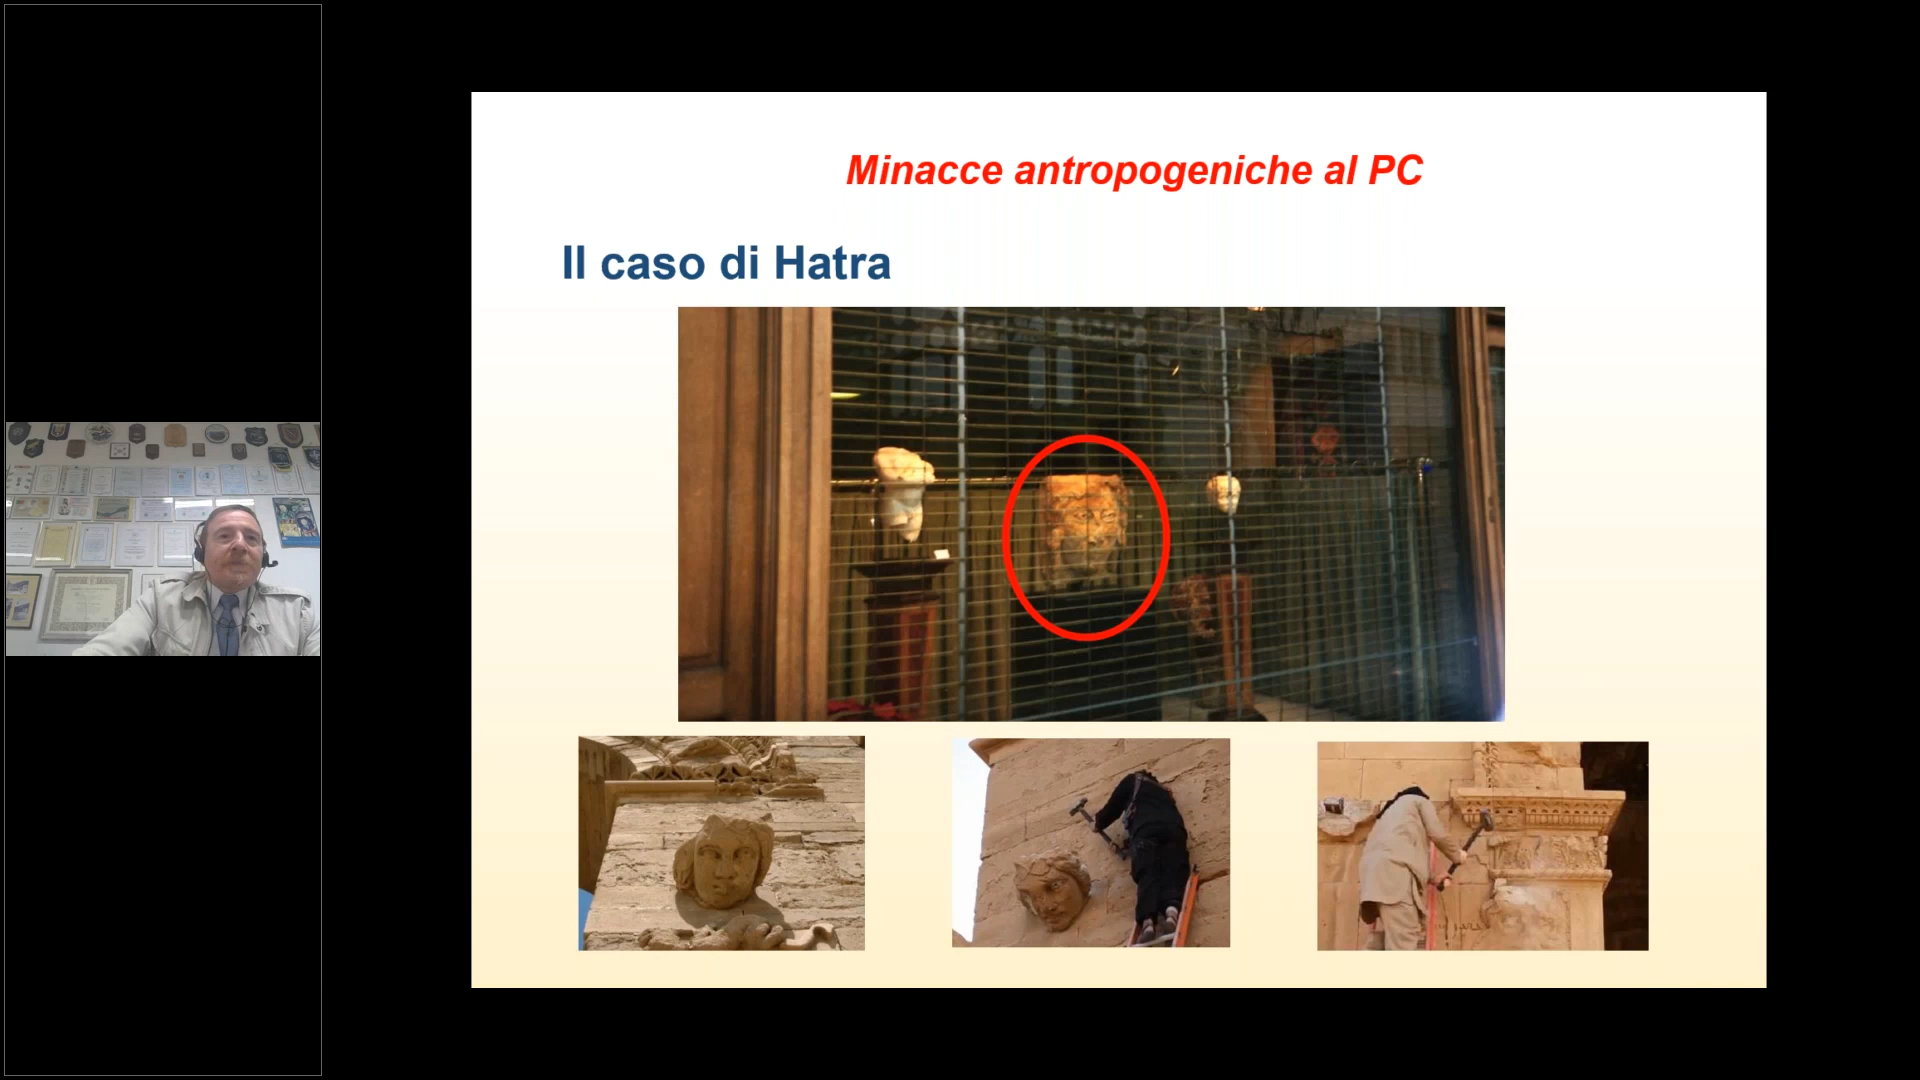 Minacce antropogeniche al PC
Il caso di Hatra